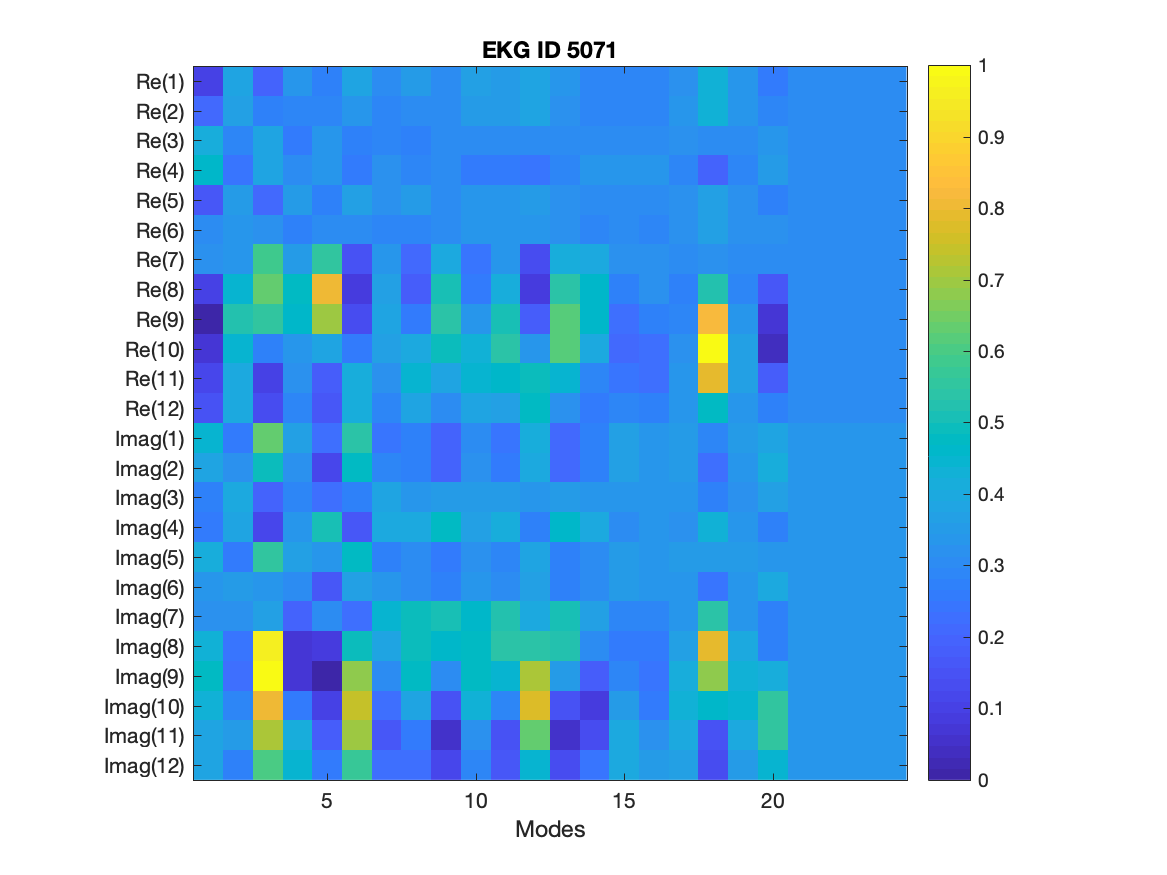 EKG ID 5071
Re(1)
Re(2)
Re(3)
Re(4)
Re(5)
Re(6)
Re(7)
Re(8)
Re(9)
Re(10)
Re(11)
Re(12)
Imag(1)
Imag(2)
Imag(3)
Imag(4)
Imag(5)
Imag(6)
Imag(7)
Imag(8)
Imag(9)
Imag(10)
Imag(11)
Imag(12)
5 10 15 20
Modes
1
0.9
0.8
0.7
0.6
0.5
0.4
0.3
0.2
0.1
0